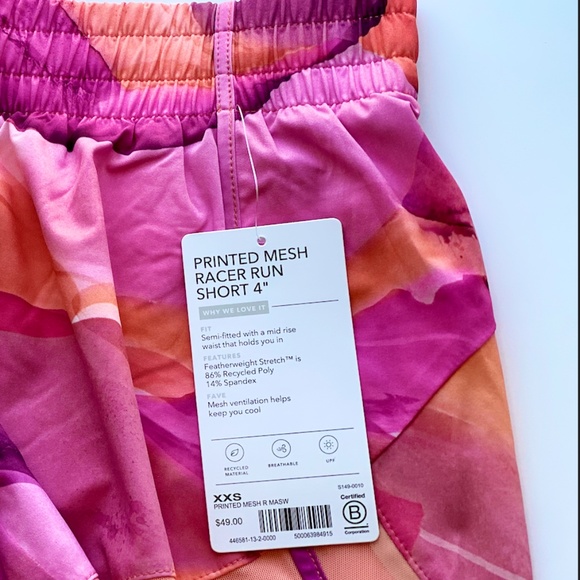 PRINTED MESH
RACER RUN
SHORT 4"
WHY WE LOVE IT
FIT
Semi-fitted with a mid rise
waist that holds you in
FEATURES
Featherweight Stretch™ is
86% Recycled Poly
14% Spandex
FAVE
Mesh ventilation helps
keep you cool
RECYCLED
MATERIAL
BREATHABLE
UPF
S149-0010
XXS
PRINTED MESH R MASW
$49.00
446581-13-2-0000
500063984915
Certified
B
Corporation